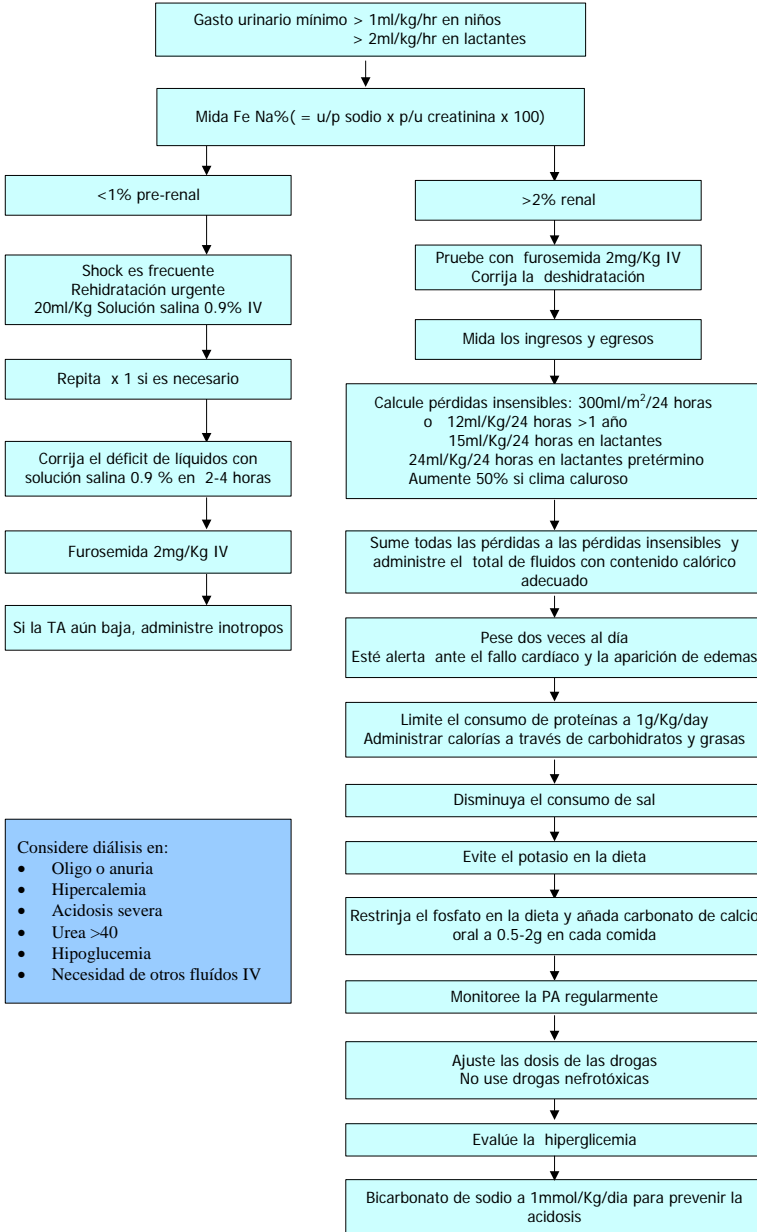 Gasto urinario mínimo > 1ml/kg/hr en niños
> 2ml/kg/hr en lactantes
Mida Fe Na%( = u/p sodio x p/u creatinina x 100)
<1% pre-renal
Shock es frecuente
Rehidratación urgente
20ml/Kg Solución salina 0.9% IV
Repita x 1 si es necesario
Corrija el déficit de líquidos con
solución salina 0.9 % en 2-4 horas
Furosemida 2mg/Kg IV
Si la TA aún baja, administre inotropos
>2% renal
Pruebe con furosemida 2mg/Kg IV
Corrija la deshidratación
Mida los ingresos y egresos
Calcule pérdidas insensibles: 300ml/m²/24 horas
o 12ml/Kg/24 horas >1 año
15ml/Kg/24 horas en lactantes
24ml/Kg/24 horas en lactantes pretérmino
Aumente 50% si clima caluroso
Sume todas las pérdidas a las pérdidas insensibles y
administre el total de fluidos con contenido calórico
adecuado
Pese dos veces al día
Esté alerta ante el fallo cardíaco y la aparición de edemas
Limite el consumo de proteínas a 1g/Kg/day
Administrar calorías a través de carbohidratos y grasas
Disminuya el consumo de sal
Evite el potasio en la dieta
Restrinja el fosfato en la dieta y añada carbonato de calcio
oral a 0.5-2g en cada comida
Monitoree la PA regularmente
Ajuste las dosis de las drogas
No use drogas nefrotóxicas
Evalúe la hiperglicemia
Bicarbonato de sodio a 1mmol/Kg/dia para prevenir la
acidosis
Considere diálisis en:
• Oligo o anuria
• Hipercalemia
• Acidosis severa
• Urea >40
• Hipoglucemia
• Necesidad de otros fluídos IV